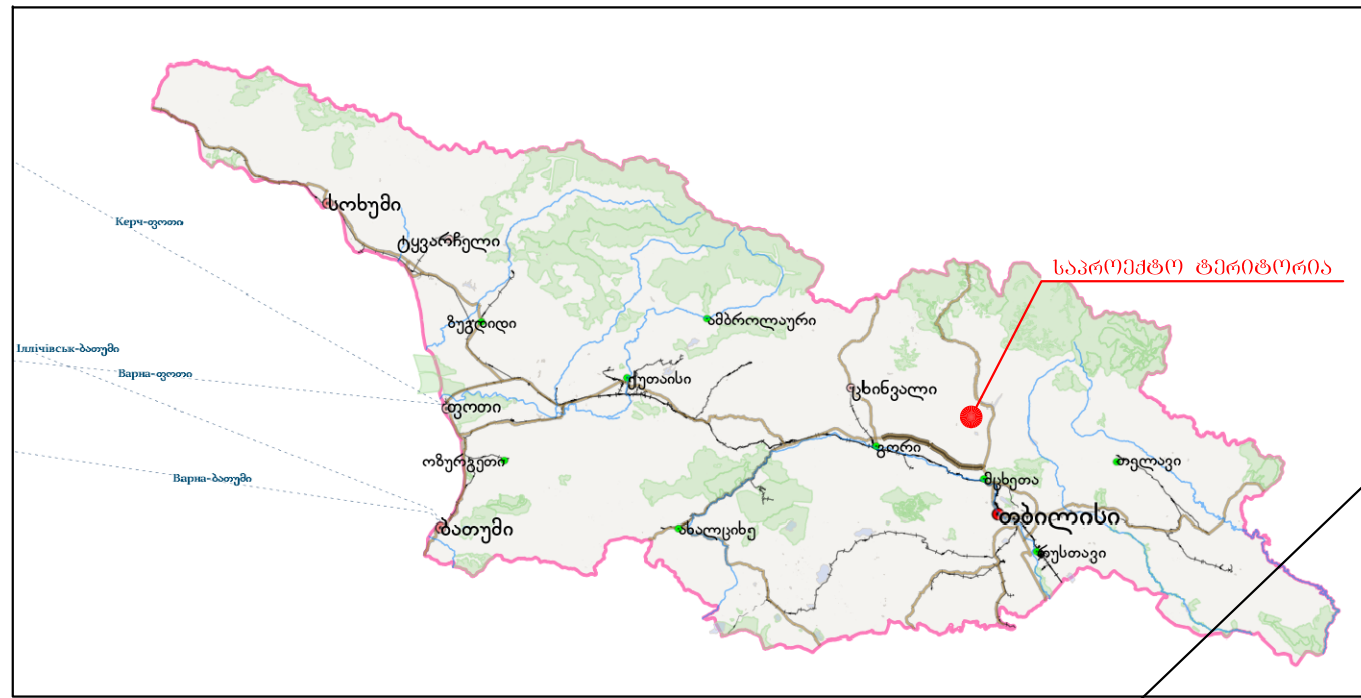 სოხუმი
Керч-ფოთი
ტყვარჩელი
საპროექტო ტერიტორია
ზუგდიდი
ამბროლაური
Іллічівськ-ბათუმი
Варна-ფოთი
ქუთაისი
ცხინვალი
ფოთი
გორი
ოზურგეთი
თელავი
Варна-ბათუმი
მცხეთა
თბილისი
ბათუმი
ახალციხე
რუსთავი